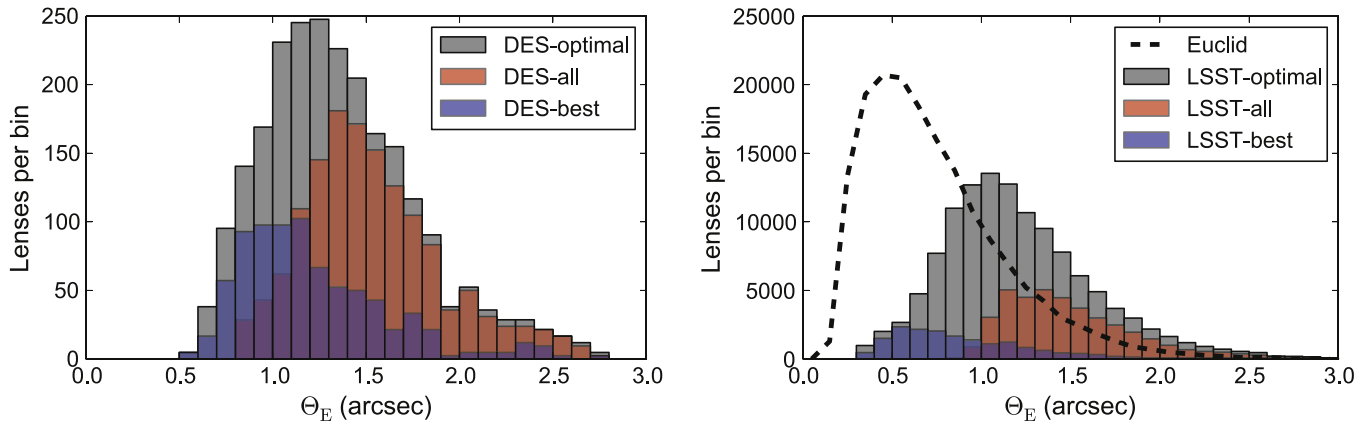 250
200
150
100
50
0
Lenses per bin
DES-optimal
DES-all
DES-best
0.0 0.5 1.0 1.5 2.0 2.5 3.0
Θ_E (arcsec)
25000
20000
15000
10000
5000
0
Lenses per bin
Euclid
LSST-optimal
LSST-all
LSST-best
0.0 0.5 1.0 1.5 2.0 2.5 3.0
Θ_E (arcsec)